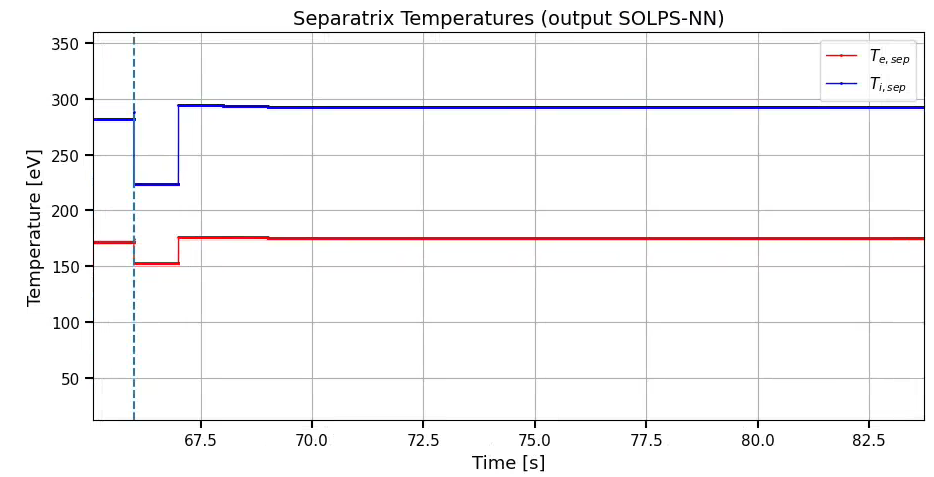 Separatrix Temperatures (output SOLPS-NN)
T_{e,sep}
T_{i,sep}
Temperature [eV]
350
300
250
200
150
100
50
67.5 70.0 72.5 75.0 77.5 80.0 82.5
Time [s]